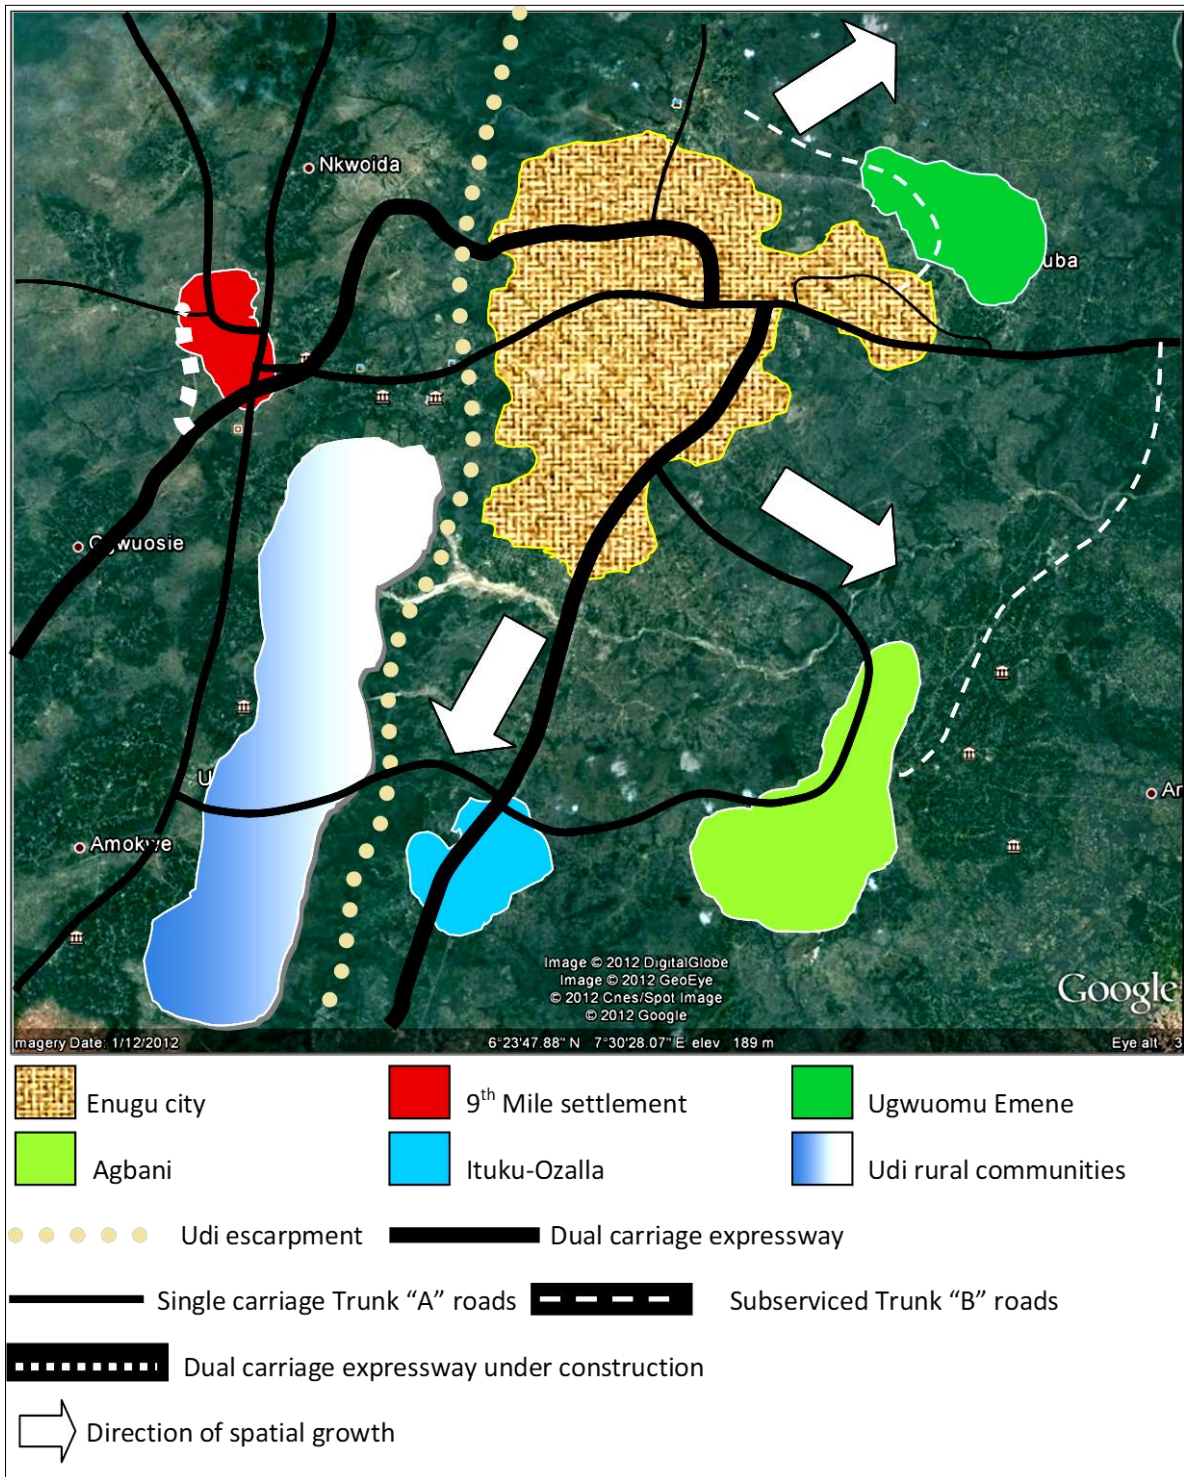 Nkwoida
uba
Amokwe
Ar
Image © 2012 DigitalGlobe
Image © 2012 GeoEye
© 2012 Cnes/Spot Image
© 2012 Google
Google
magery Date: 1/12/2012
6°23'47.88" N 7°30'28.07" E elev 189 m
Eye alt 3
Enugu city
9th Mile settlement
Ugwuomu Emene
Agbani
Ituku-Ozalla
Udi rural communities
Udi escarpment
Dual carriage expressway
Single carriage Trunk “A” roads
Subserviced Trunk “B” roads
Dual carriage expressway under construction
Direction of spatial growth